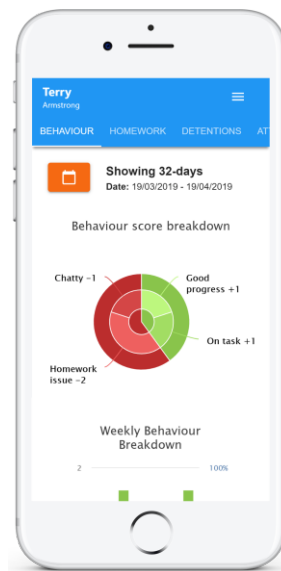 Terry
Armstrong
BEHAVIOUR HOMEWORK DETENTIONS AT
Showing 32-days
Date: 19/03/2019 - 19/04/2019
Behaviour score breakdown
Chatty −1
Good
progress +1
On task +1
Homework
issue −2
Weekly Behaviour
Breakdown
2 100%